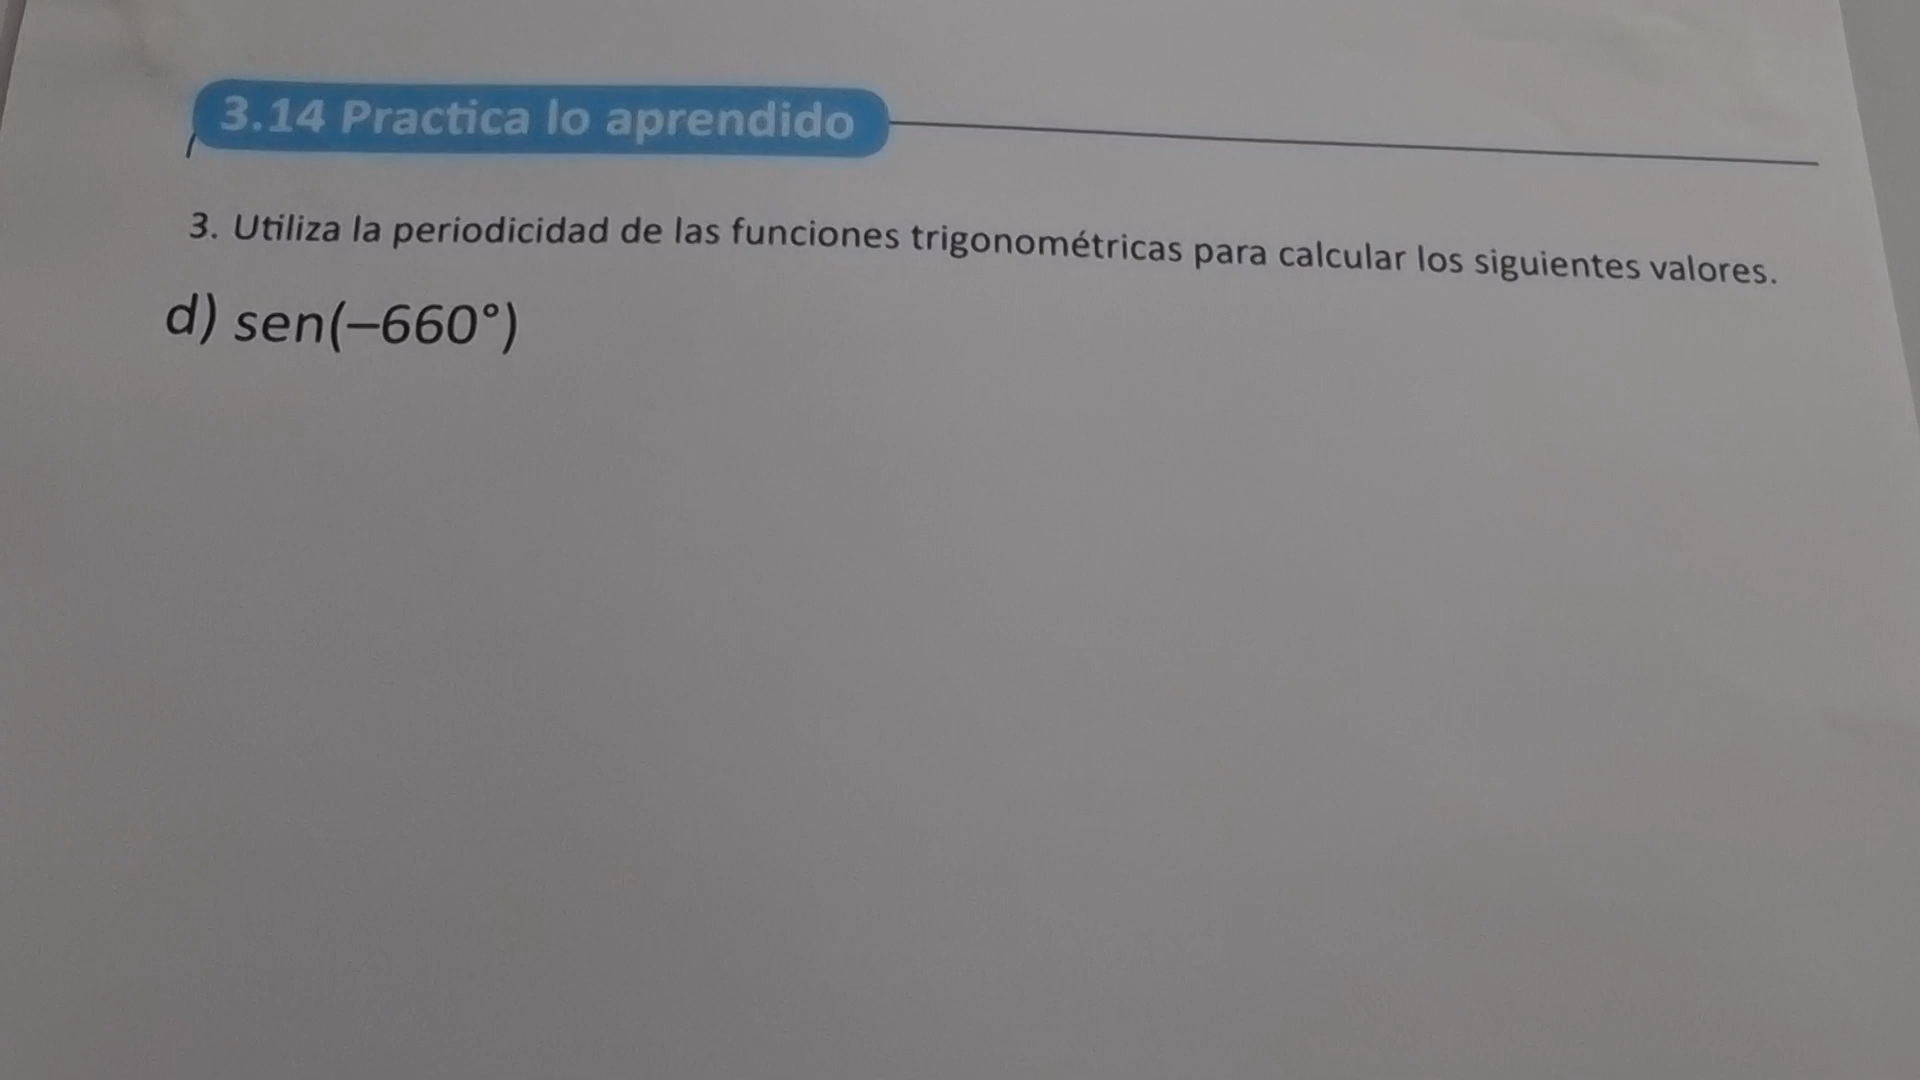 3.14 Practica lo aprendido
3. Utiliza la periodicidad de las funciones trigonométricas para calcular los siguientes valores.
d) sen(–660°)